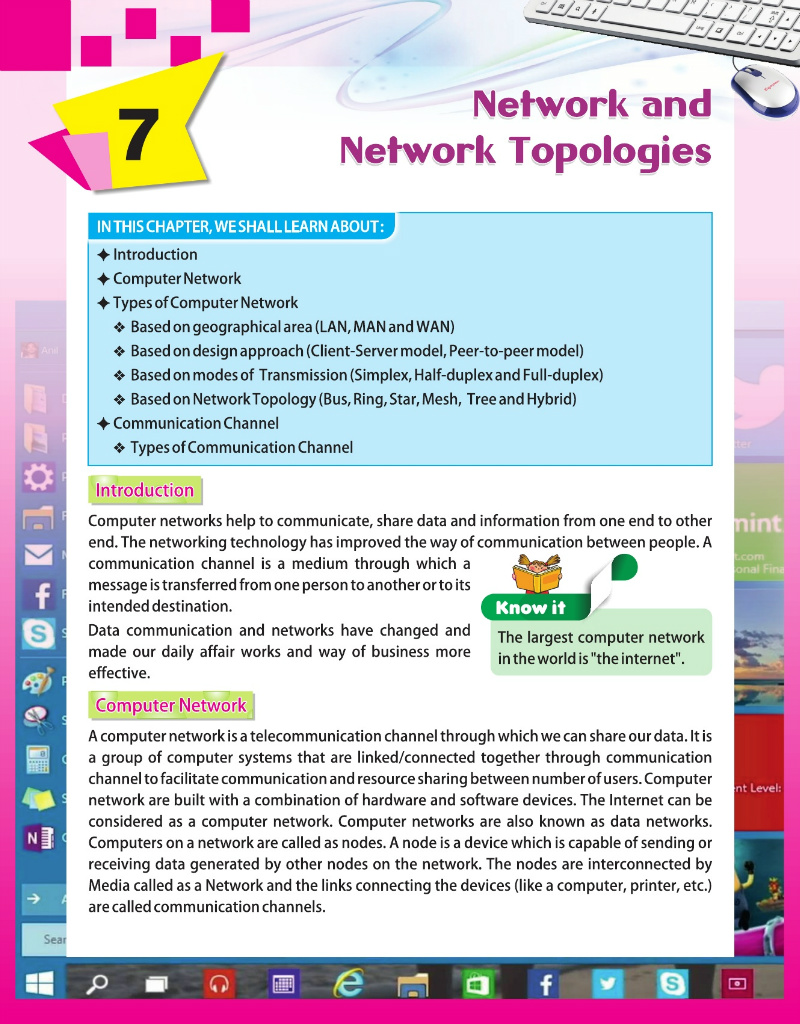 7
Network and
Network Topologies
IN THIS CHAPTER, WE SHALL LEARN ABOUT :
✦ Introduction
✦ Computer Network
✦ Types of Computer Network
❖ Based on geographical area (LAN, MAN and WAN)
❖ Based on design approach (Client-Server model, Peer-to-peer model)
❖ Based on modes of Transmission (Simplex, Half-duplex and Full-duplex)
❖ Based on Network Topology (Bus, Ring, Star, Mesh, Tree and Hybrid)
✦ Communication Channel
❖ Types of Communication Channel
Introduction
Computer networks help to communicate, share data and information from one end to other
end. The networking technology has improved the way of communication between people. A
communication channel is a medium through which a
message is transferred from one person to another or to its
intended destination.
Data communication and networks have changed and
made our daily affair works and way of business more
effective.
Know it
The largest computer network
in the world is "the internet".
Computer Network
A computer network is a telecommunication channel through which we can share our data. It is
a group of computer systems that are linked/connected together through communication
channel to facilitate communication and resource sharing between number of users. Computer
network are built with a combination of hardware and software devices. The Internet can be
considered as a computer network. Computer networks are also known as data networks.
Computers on a network are called as nodes. A node is a device which is capable of sending or
receiving data generated by other nodes on the network. The nodes are interconnected by
Media called as a Network and the links connecting the devices (like a computer, printer, etc.)
are called communication channels.
mint
nt Level:
Sear